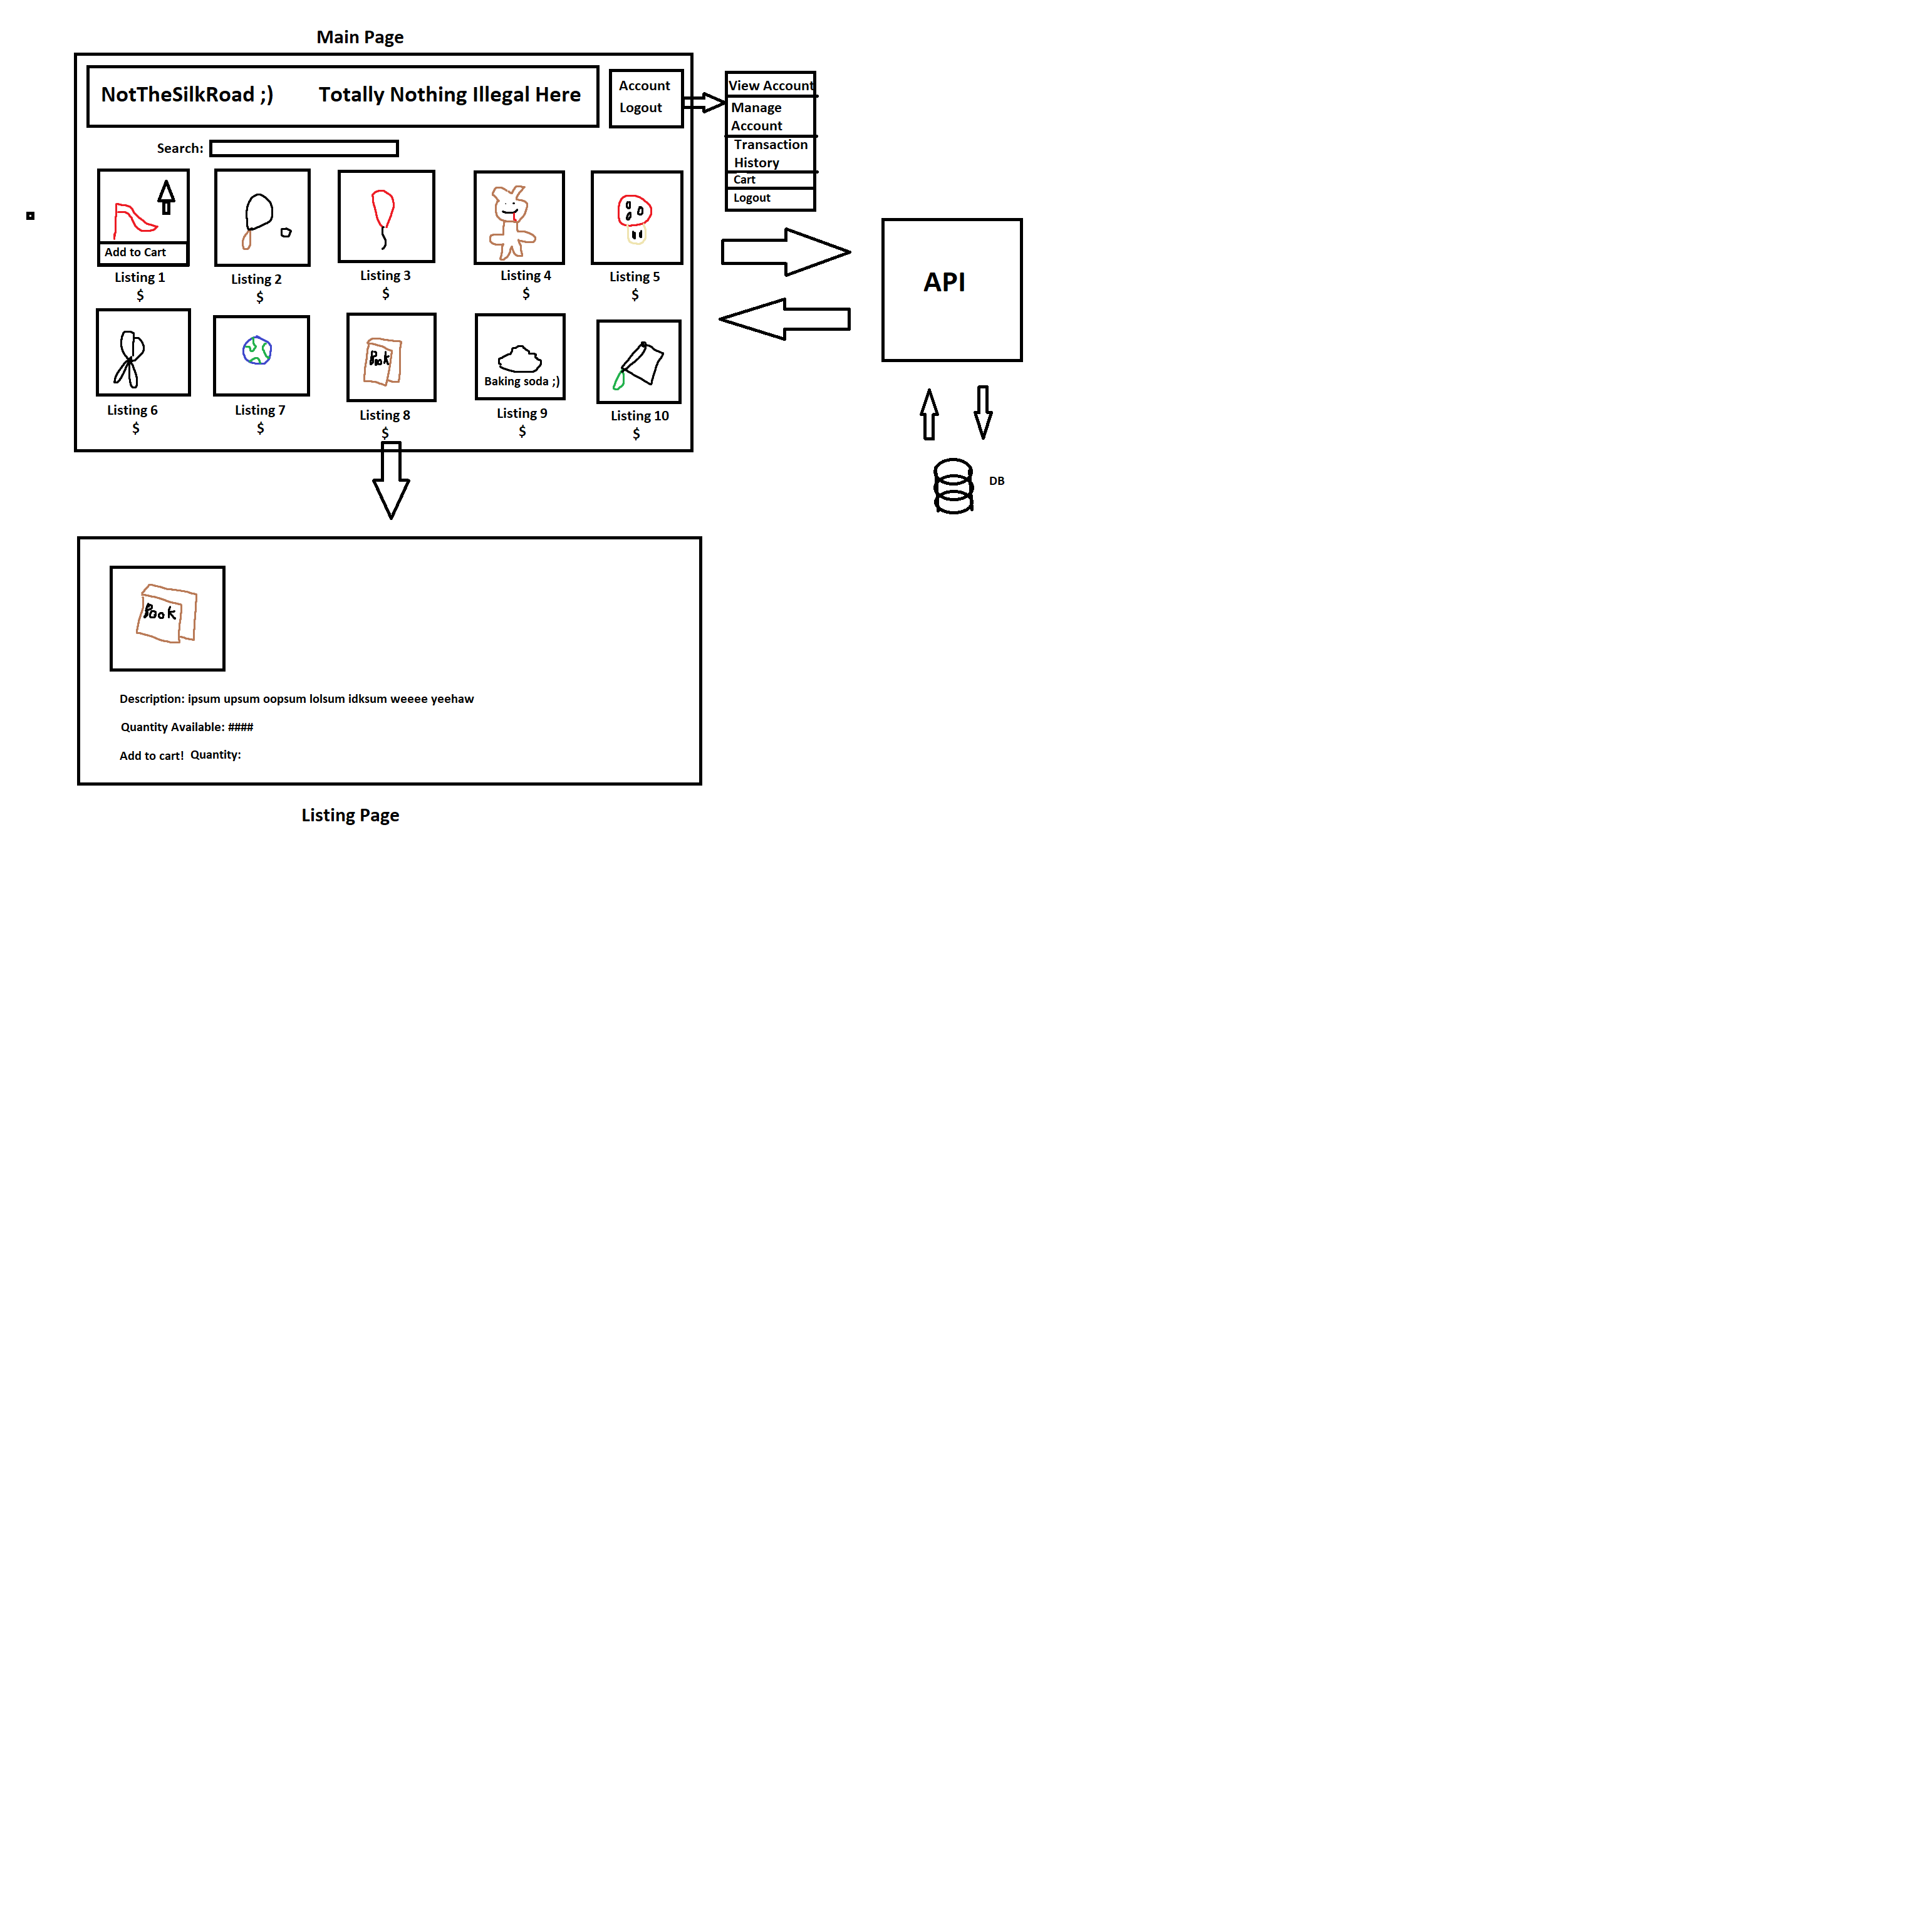 Main Page
NotTheSilkRoad ;) Totally Nothing Illegal Here
Account
Logout
View Account
Manage
Account
Transaction
History
Cart
Logout
Search:
Add to Cart
Listing 1
$
Listing 2
$
Listing 3
$
Listing 4
$
Listing 5
$
Listing 6
$
Listing 7
$
Book
Listing 8
$
Baking soda ;)
Listing 9
$
Listing 10
$
API
DB
Book
Description: ipsum upsum oopsum lolsum idksum weeee yeehaw
Quantity Available: ####
Add to cart! Quantity:
Listing Page